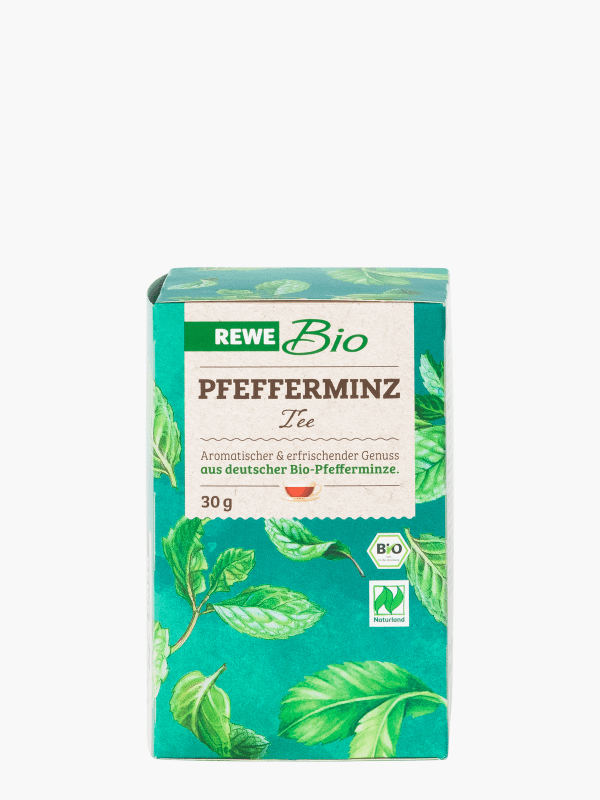 REWE Bio
PFEFFERMINZ
Tee
Aromatischer & erfrischender Genuss
aus deutscher Bio-Pfefferminze.
30 g
BIO
Naturland